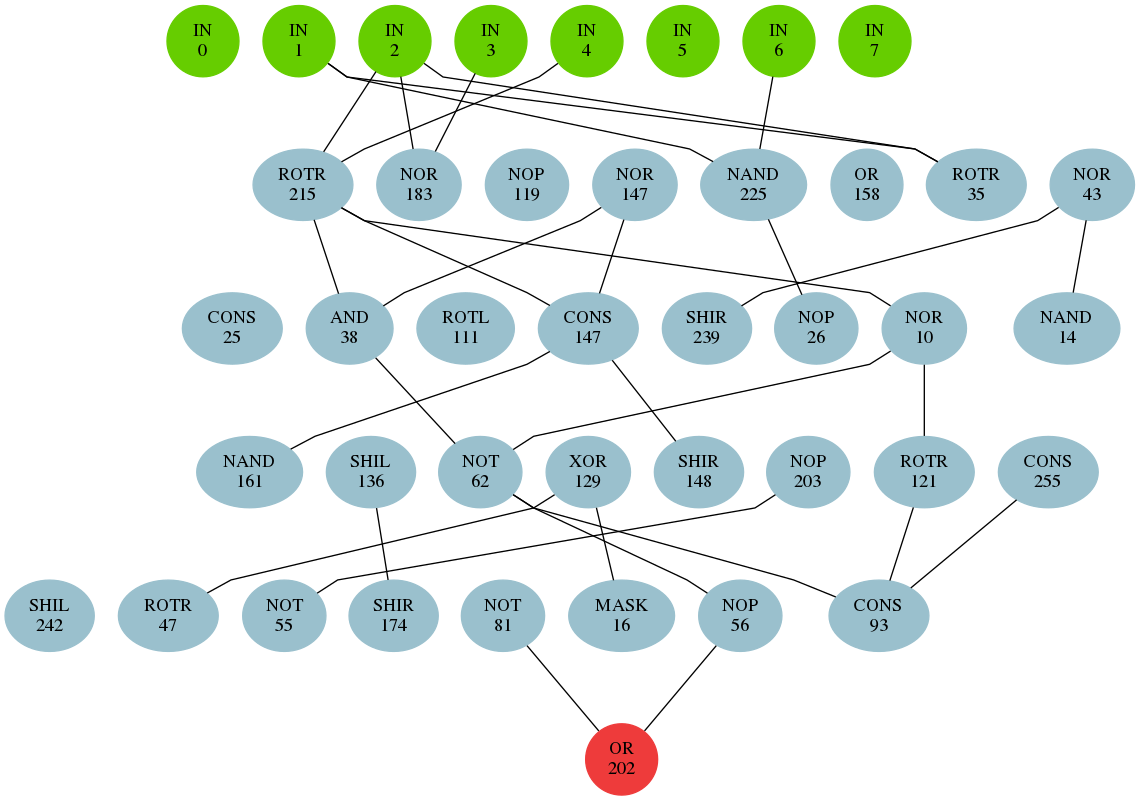 IN
0
IN
1
IN
2
IN
3
IN
4
IN
5
IN
6
IN
7
ROTR
215
NOR
183
NOP
119
NOR
147
NAND
225
OR
158
ROTR
35
NOR
43
CONS
25
AND
38
ROTL
111
CONS
147
SHIR
239
NOP
26
NOR
10
NAND
14
NAND
161
SHIL
136
NOT
62
XOR
129
SHIR
148
NOP
203
ROTR
121
CONS
255
SHIL
242
ROTR
47
NOT
55
SHIR
174
NOT
81
MASK
16
NOP
56
CONS
93
OR
202